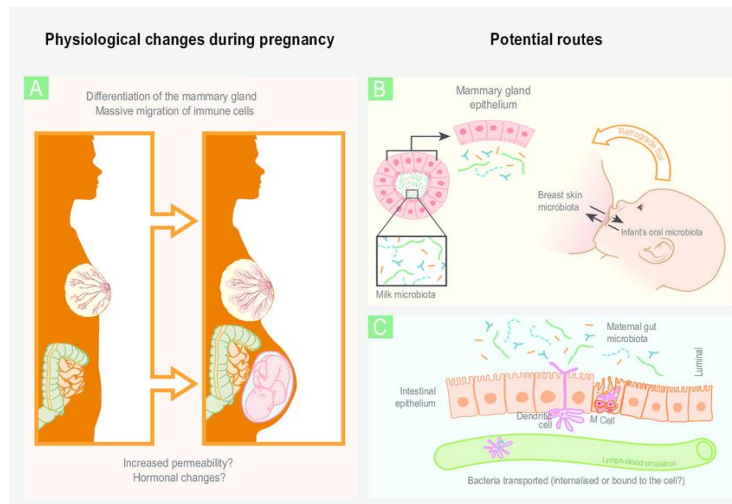 Physiological changes during pregnancy
Potential routes
A
Differentiation of the mammary gland
Massive migration of immune cells
Increased permeability?
Hormonal changes?
B
Mammary gland
epithelium
Milk microbiota
Retrograde flux
Breast skin
microbiota
Infant's oral microbiota
C
Maternal gut
microbiota
Luminal
Intestinal
epithelium
Dendritic
cell
M Cell
Lymph-blood circulation
Bacteria transported (internalised or bound to the cell?)